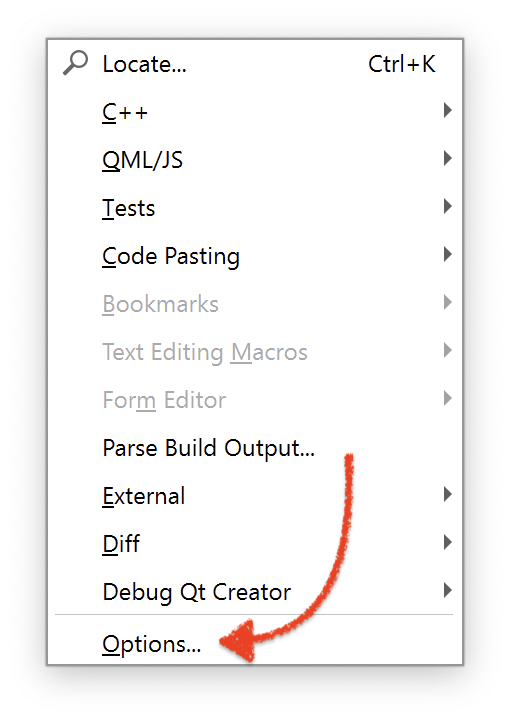 Locate... Ctrl+K
C++
QML/JS
Tests
Code Pasting
Bookmarks
Text Editing Macros
Form Editor
Parse Build Output...
External
Diff
Debug Qt Creator
Options...